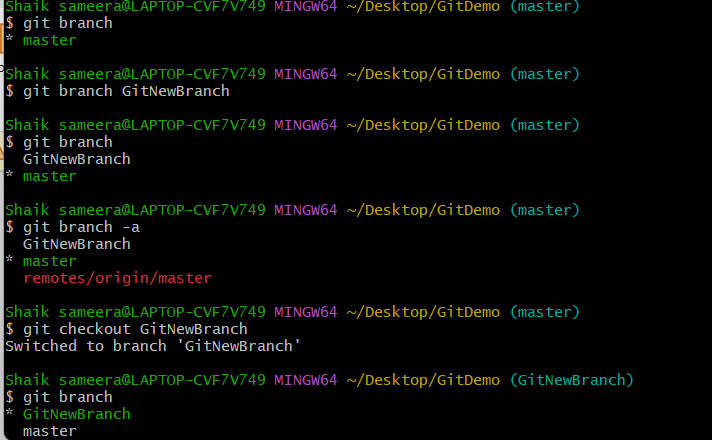 Shaik sameera@LAPTOP-CVF7V749 MINGW64 ~/Desktop/GitDemo (master)
$ git branch
* master
Shaik sameera@LAPTOP-CVF7V749 MINGW64 ~/Desktop/GitDemo (master)
$ git branch GitNewBranch
Shaik sameera@LAPTOP-CVF7V749 MINGW64 ~/Desktop/GitDemo (master)
$ git branch
  GitNewBranch
* master
Shaik sameera@LAPTOP-CVF7V749 MINGW64 ~/Desktop/GitDemo (master)
$ git branch -a
  GitNewBranch
* master
  remotes/origin/master
Shaik sameera@LAPTOP-CVF7V749 MINGW64 ~/Desktop/GitDemo (master)
$ git checkout GitNewBranch
Switched to branch 'GitNewBranch'
Shaik sameera@LAPTOP-CVF7V749 MINGW64 ~/Desktop/GitDemo (GitNewBranch)
$ git branch
* GitNewBranch
  master